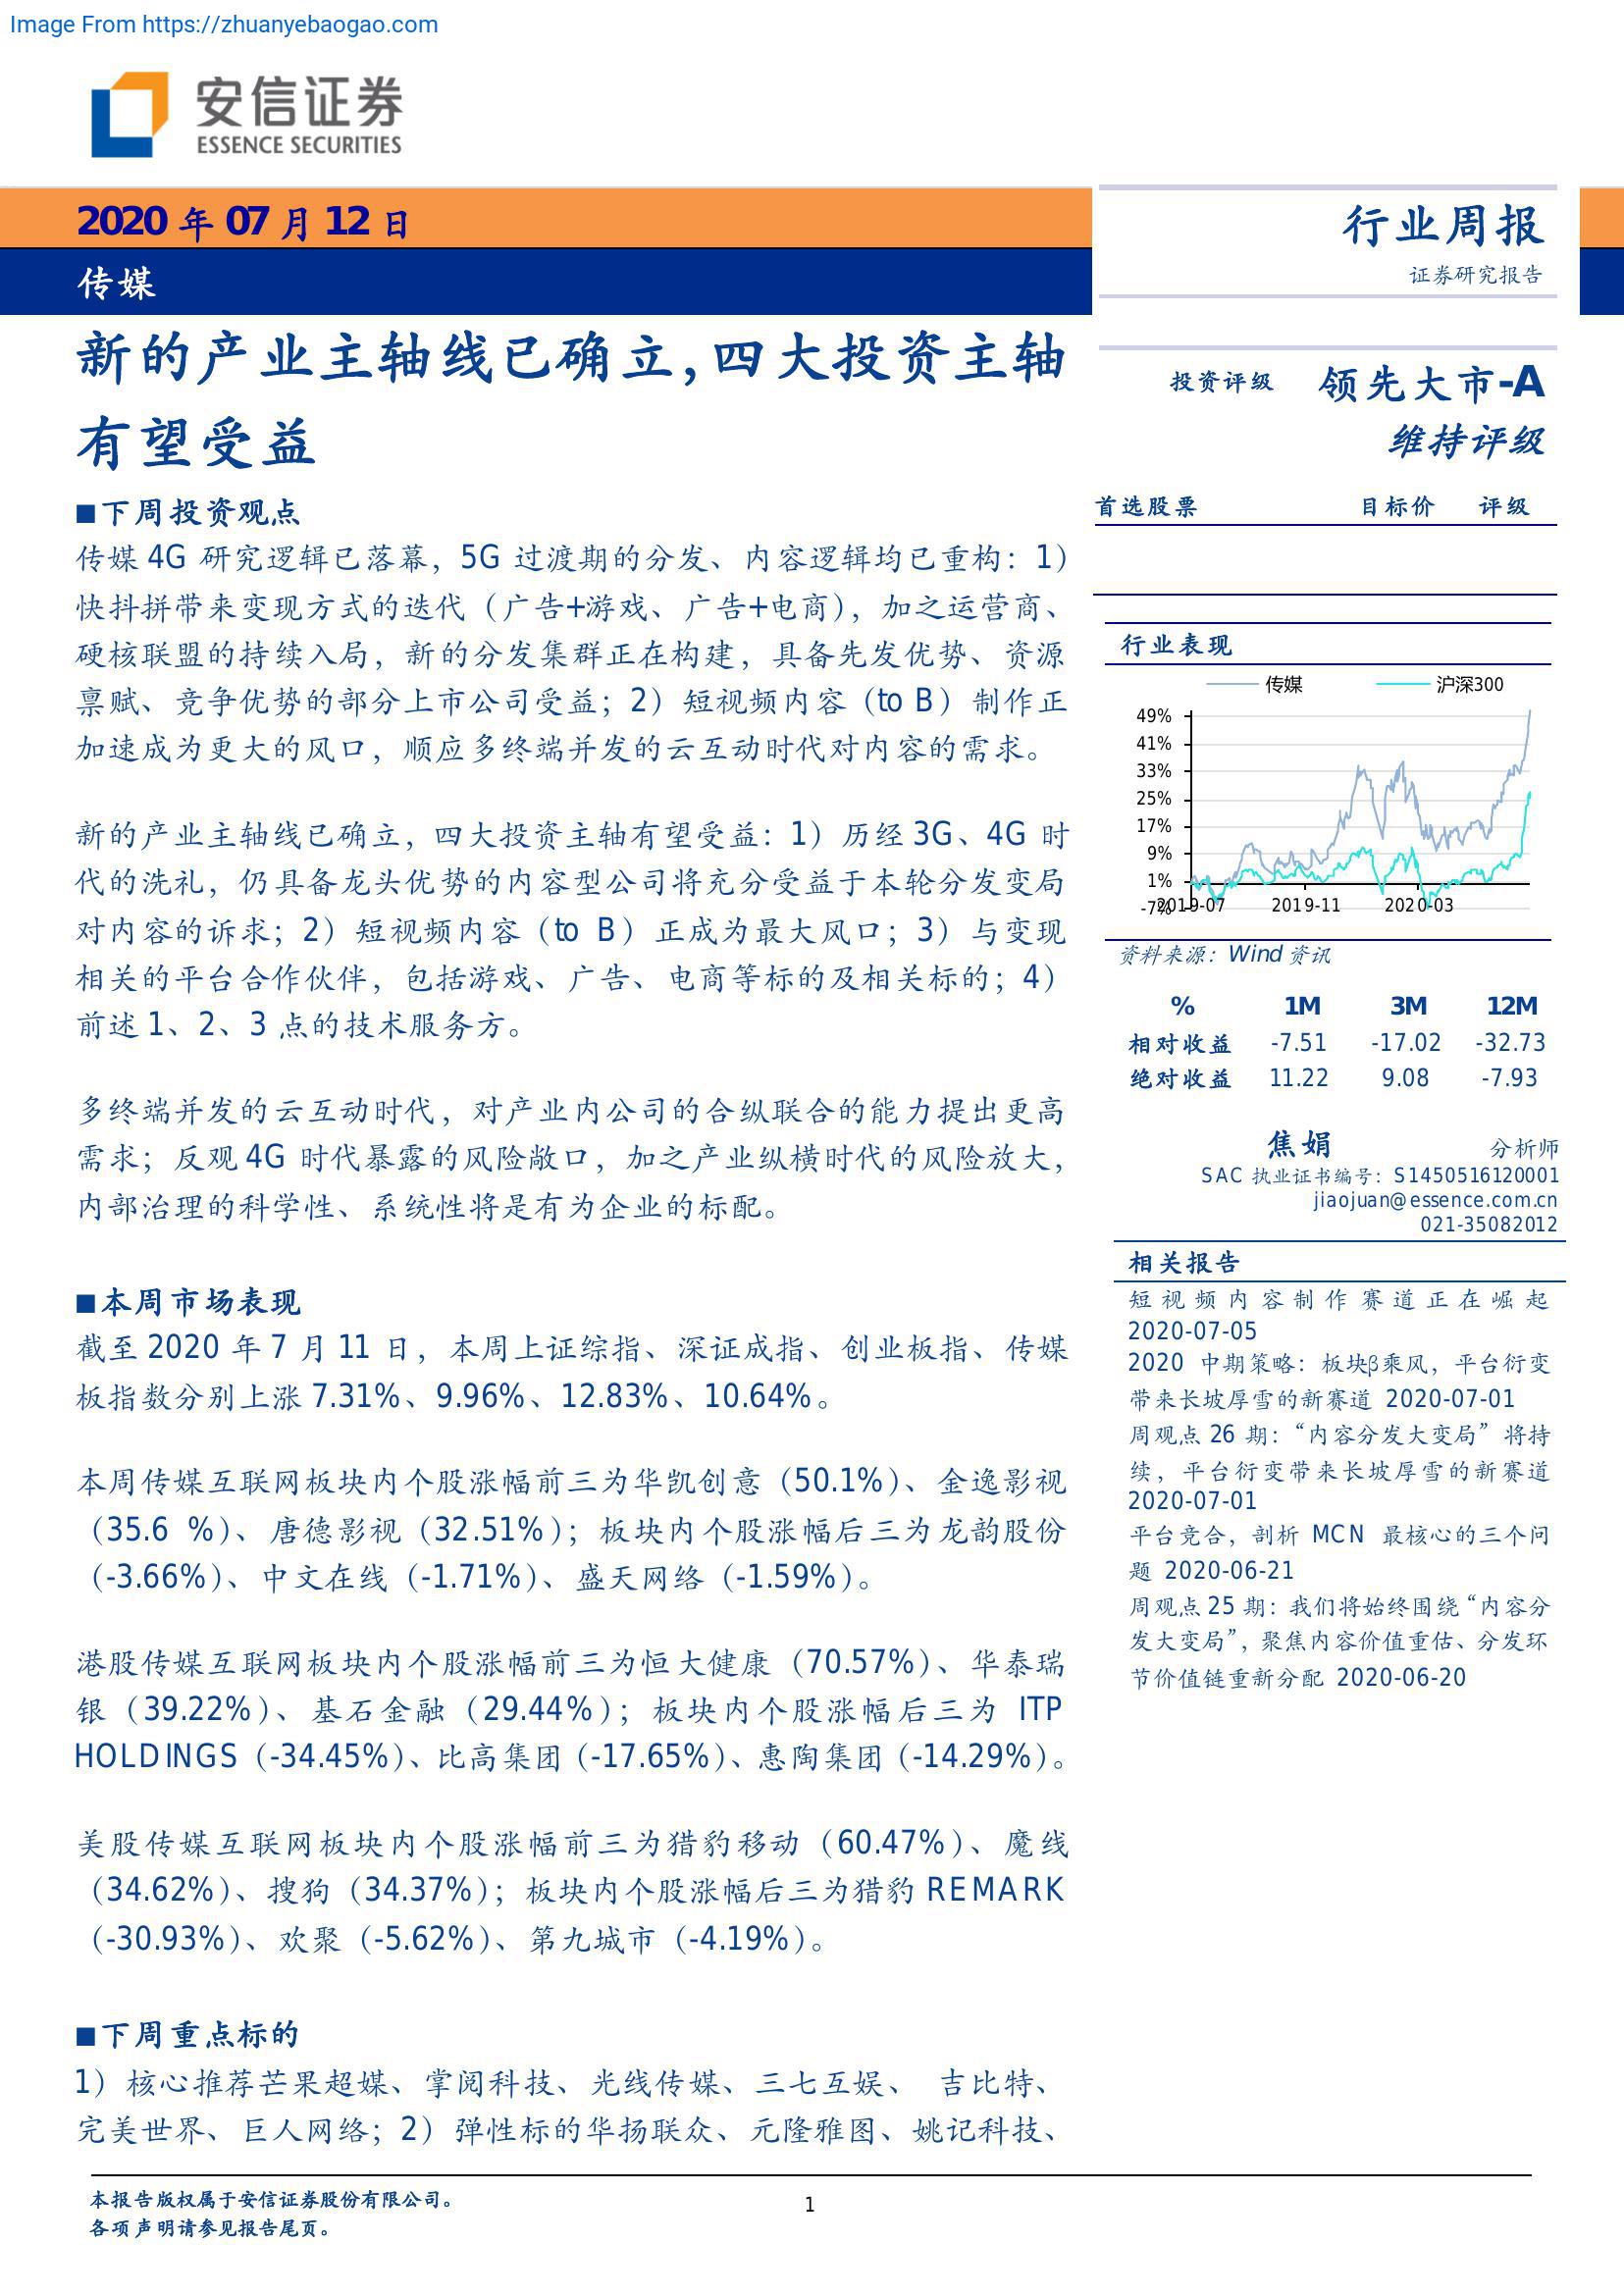 Image From https://zhuanyebaogao.com
安信证券
ESSENCE SECURITIES
2020 年 07 月 12 日
传媒
行业周报
证券研究报告
新的产业主轴线已确立，四大投资主轴
有望受益
■下周投资观点
传媒 4G 研究逻辑已落幕，5G 过渡期的分发、内容逻辑均已重构：1）
快抖拼带来变现方式的迭代（广告+游戏、广告+电商），加之运营商、
硬核联盟的持续入局，新的分发集群正在构建，具备先发优势、资源
禀赋、竞争优势的部分上市公司受益；2）短视频内容（to B）制作正
加速成为更大的风口，顺应多终端并发的云互动时代对内容的需求。
新的产业主轴线已确立，四大投资主轴有望受益：1）历经 3G、4G 时
代的洗礼，仍具备龙头优势的内容型公司将充分受益于本轮分发变局
对内容的诉求；2）短视频内容（to B）正成为最大风口；3）与变现
相关的平台合作伙伴，包括游戏、广告、电商等标的及相关标的；4）
前述 1、2、3 点的技术服务方。
多终端并发的云互动时代，对产业内公司的合纵联合的能力提出更高
需求；反观 4G 时代暴露的风险敞口，加之产业纵横时代的风险放大，
内部治理的科学性、系统性将是有为企业的标配。
■本周市场表现
截至 2020 年 7 月 11 日，本周上证综指、深证成指、创业板指、传媒
板指数分别上涨 7.31%、9.96%、12.83%、10.64%。
本周传媒互联网板块内个股涨幅前三为华凯创意（50.1%）、金逸影视
（35.6 %）、唐德影视（32.51%）；板块内个股涨幅后三为龙韵股份
（-3.66%）、中文在线（-1.71%）、盛天网络（-1.59%）。
港股传媒互联网板块内个股涨幅前三为恒大健康（70.57%）、华泰瑞
银（39.22%）、基石金融（29.44%）；板块内个股涨幅后三为 ITP
HOLDINGS（-34.45%）、比高集团（-17.65%）、惠陶集团（-14.29%）。
美股传媒互联网板块内个股涨幅前三为猎豹移动（60.47%）、魔线
（34.62%）、搜狗（34.37%）；板块内个股涨幅后三为猎豹 REMARK
（-30.93%）、欢聚（-5.62%）、第九城市（-4.19%）。
■下周重点标的
1）核心推荐芒果超媒、掌阅科技、光线传媒、三七互娱、 吉比特、
完美世界、巨人网络；2）弹性标的华扬联众、元隆雅图、姚记科技、
投资评级 领先大市-A
维持评级
首选股票 目标价 评级
行业表现
传媒 沪深300
49%
41%
33%
25%
17%
9%
1%
-7%
2019-07 2019-11 2020-03
资料来源：Wind 资讯
% 1M 3M 12M
相对收益 -7.51 -17.02 -32.73
绝对收益 11.22 9.08 -7.93
焦娟 分析师
SAC 执业证书编号：S1450516120001
jiaojuan@essence.com.cn
021-35082012
相关报告
短视频内容制作赛道正在崛起
2020-07-05
2020 中期策略：板块β乘风，平台衍变
带来长坡厚雪的新赛道 2020-07-01
周观点 26 期：“内容分发大变局”将持
续，平台衍变带来长坡厚雪的新赛道
2020-07-01
平台竞合，剖析 MCN 最核心的三个问
题 2020-06-21
周观点 25 期：我们将始终围绕“内容分
发大变局”，聚焦内容价值重估、分发环
节价值链重新分配 2020-06-20
本报告版权属于安信证券股份有限公司。
各项声明请参见报告尾页。
1